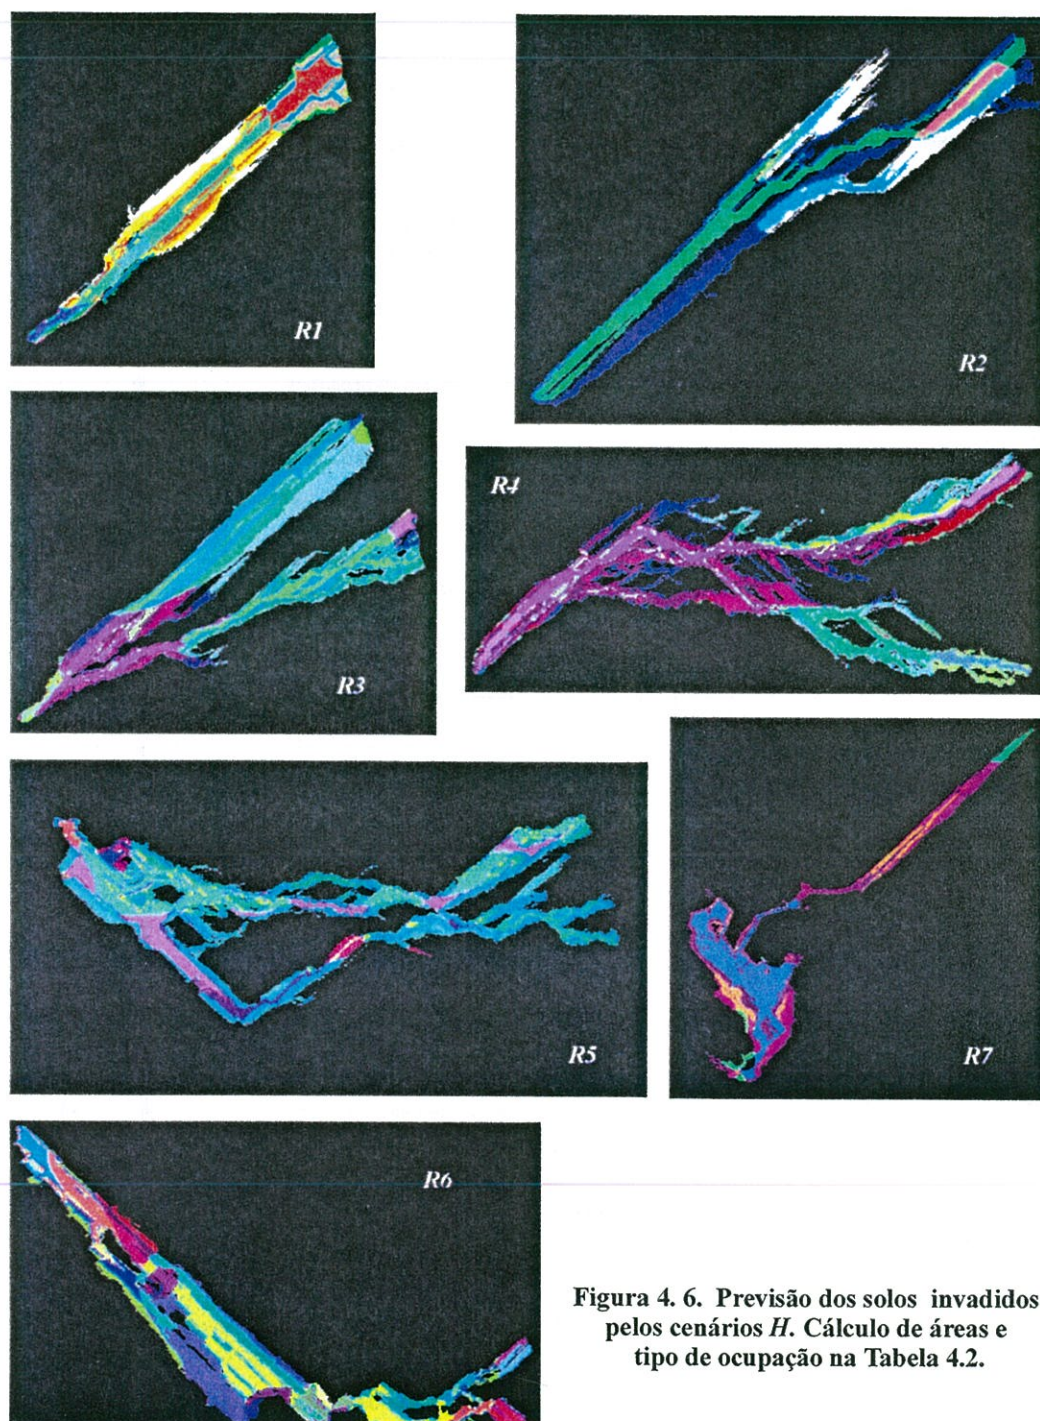 R1
R2
R3
R4
R5
R7
R6
Figura 4. 6. Previsão dos solos invadidos
pelos cenários H. Cálculo de áreas e
tipo de ocupação na Tabela 4.2.